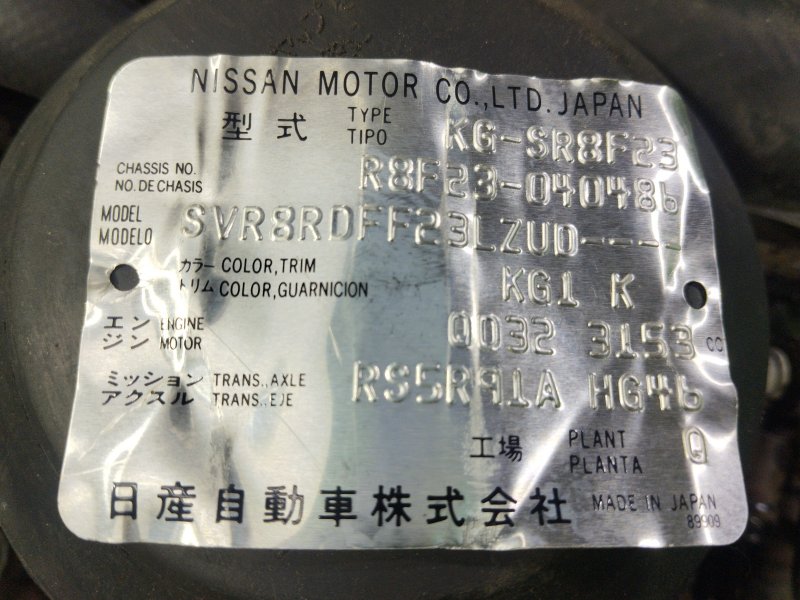 NISSAN MOTOR CO.,LTD. JAPAN
型式 TYPE TIPO KG-SR8F23
CHASSIS NO. NO. DE CHASIS R8F23-040486
MODEL MODELO SVR8RDFF23LZUD----
カラー COLOR,TRIM
トリム COLOR,GUARNICION KG1 K
エンジン ENGINE MOTOR QD32 3153 CC
ミッション TRANS.,AXLE
アクスル TRANS.,EJE RS5R91A HG46
工場 PLANT PLANTA Q
日産自動車株式会社 MADE IN JAPAN
89909